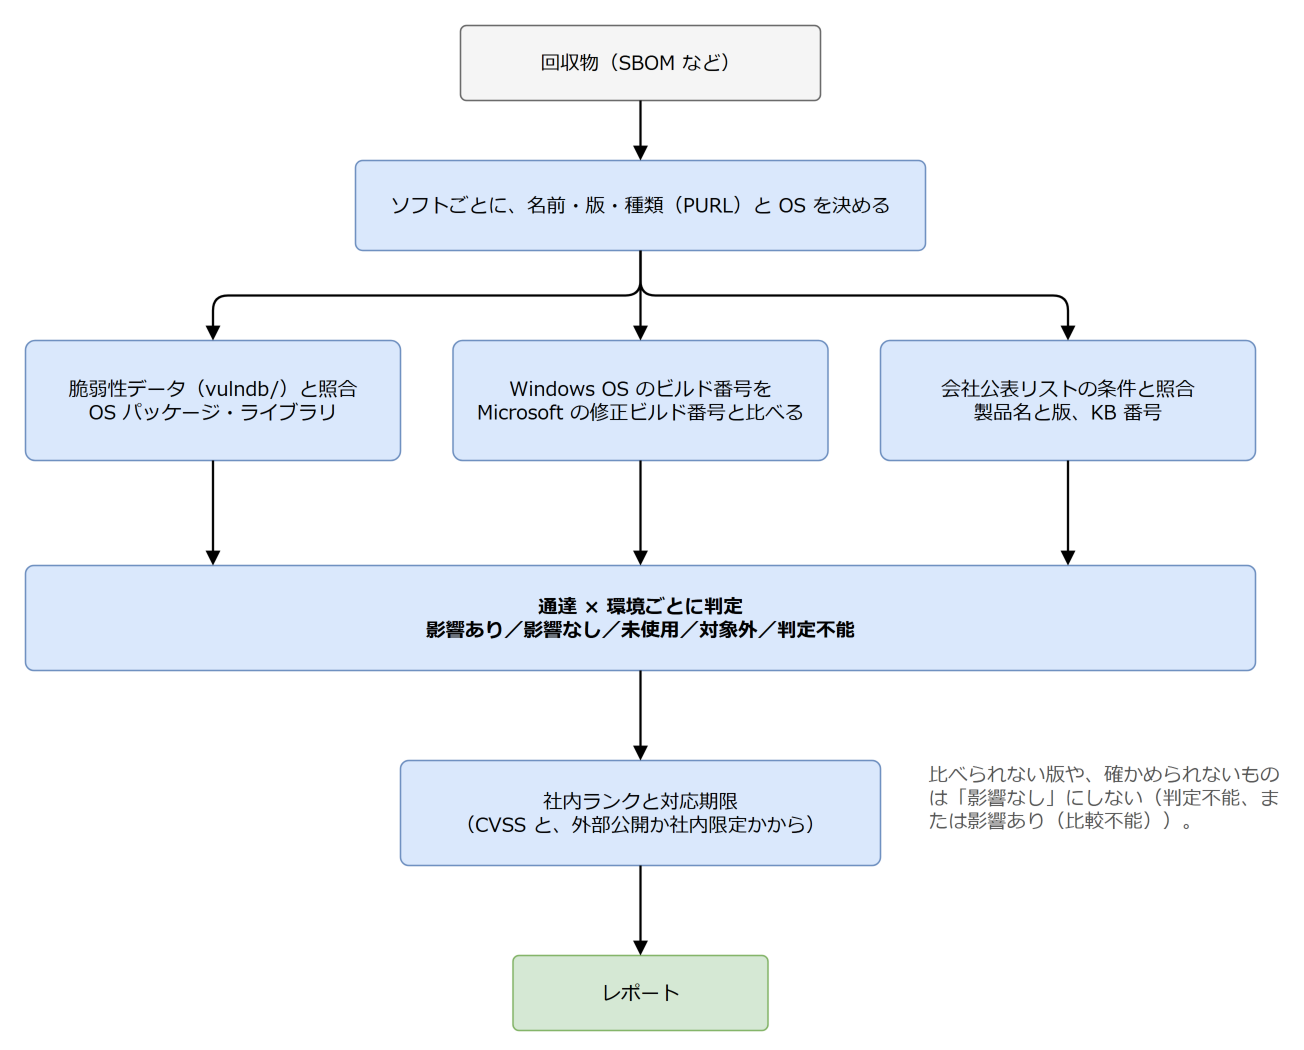 回収物（SBOM など）
ソフトごとに、名前・版・種類（PURL）と OS を決める
脆弱性データ（vulndb/）と照合
OS パッケージ・ライブラリ
Windows OS のビルド番号を
Microsoft の修正ビルド番号と比べる
会社公表リストの条件と照合
製品名と版、KB 番号
通達 × 環境ごとに判定
影響あり／影響なし／未使用／対象外／判定不能
社内ランクと対応期限
（CVSS と、外部公開か社内限定かから）
比べられない版や、確かめられないもの
は「影響なし」にしない（判定不能、ま
たは影響あり（比較不能））。
レポート